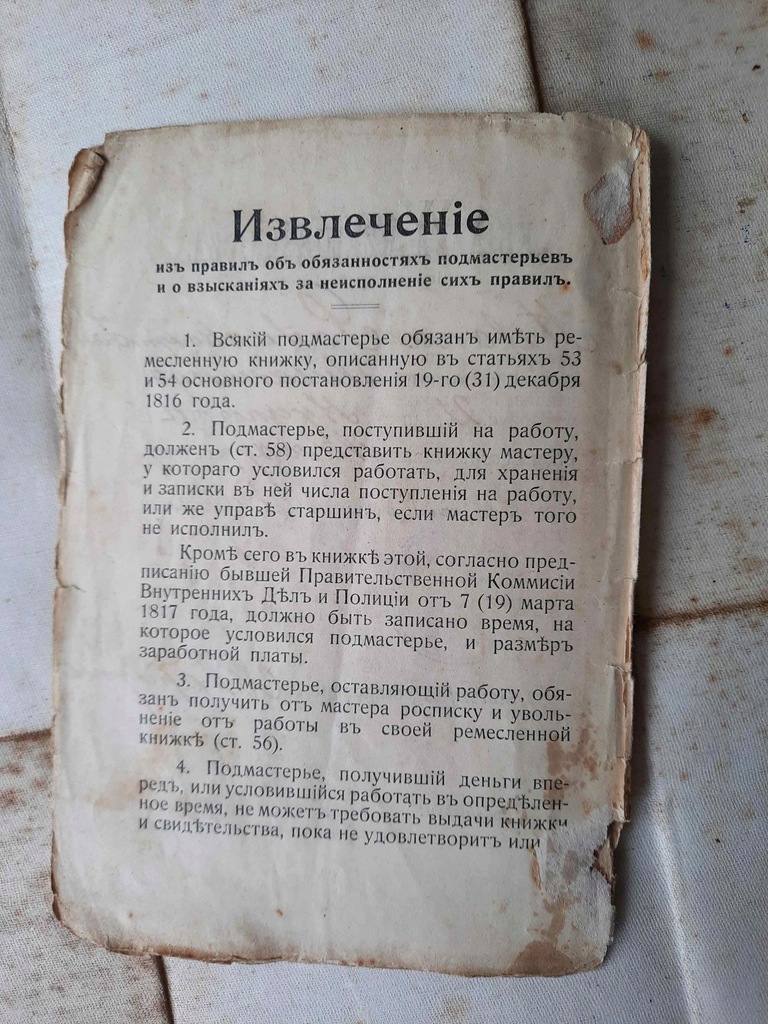 Извлеченіе
изъ правилъ объ обязанностяхъ подмастерьевъ
и о взысканіяхъ за неисполненіе сихъ правилъ.
1. Всякій подмастерье обязанъ имѣть ре-
месленную книжку, описанную въ статьяхъ 53
и 54 основного постановленія 19-го (31) декабря
1816 года.
2. Подмастерье, поступившій на работу,
долженъ (ст. 58) представить книжку мастеру,
у котораго условился работать, для храненія
и записки въ ней числа поступленія на работу,
или же управѣ старшинъ, если мастеръ того
не исполнилъ.
Кромѣ сего въ книжкѣ этой, согласно пред-
писанію бывшей Правительственной Коммисіи
Внутреннихъ Дѣлъ и Полиціи отъ 7 (19) марта
1817 года, должно быть записано время, на
которое условился подмастерье, и размѣръ
заработной платы.
3. Подмастерье, оставляющій работу, обя-
занъ получить отъ мастера росписку и уволь-
неніе отъ работы въ своей ремесленной
книжкѣ (ст. 56).
4. Подмастерье, получившій деньги впе-
редъ, или условившійся работать въ опредѣлен-
ное время, не можетъ требовать выдачи книжки
и свидѣтельства, пока не удовлетворитъ или